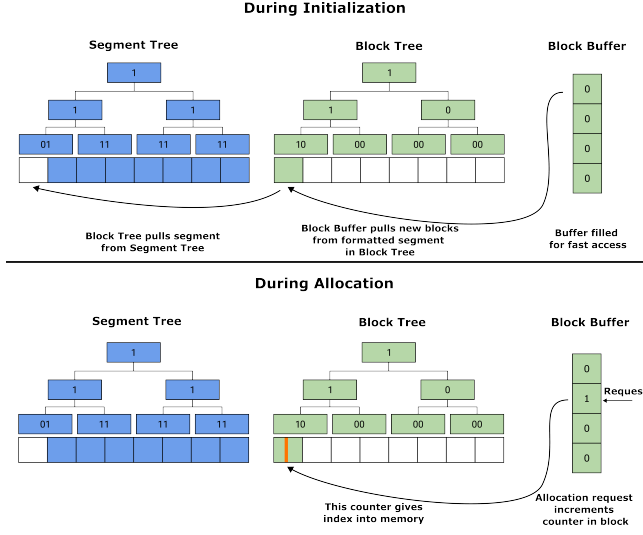 During Initialization
Segment Tree
Block Tree
Block Buffer
1
1
1 1
1 0
01 11 11 11
10 00 00 00
0
0
0
0
Block Tree pulls segment
from Segment Tree
Block Buffer pulls new blocks
from formatted segment
in Block Tree
Buffer filled
for fast access
During Allocation
Segment Tree
Block Tree
Block Buffer
1
1
1 1
1 0
01 11 11 11
10 00 00 00
0
1
0
0
Reques
This counter gives
index into memory
Allocation request
increments
counter in block